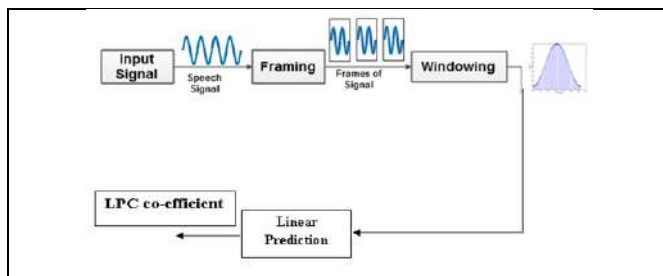 Input
Signal
Speech
Signal
Framing
Frames of
Signal
Windowing
LPC co-efficient
Linear
Prediction